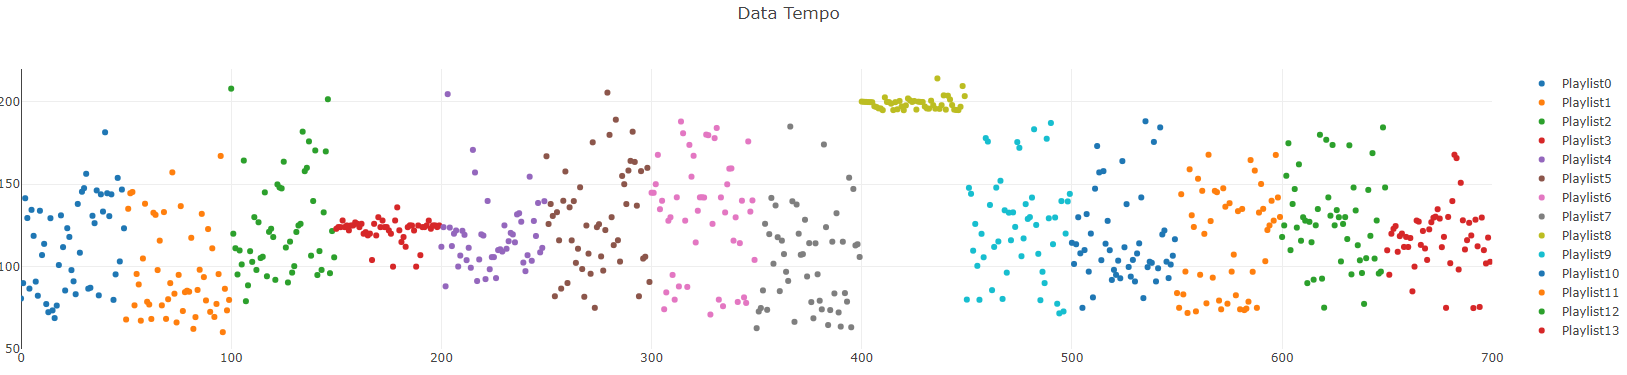 Data Tempo
200
150
100
50
0
100
200
300
400
500
600
700
Playlist0
Playlist1
Playlist2
Playlist3
Playlist4
Playlist5
Playlist6
Playlist7
Playlist8
Playlist9
Playlist10
Playlist11
Playlist12
Playlist13